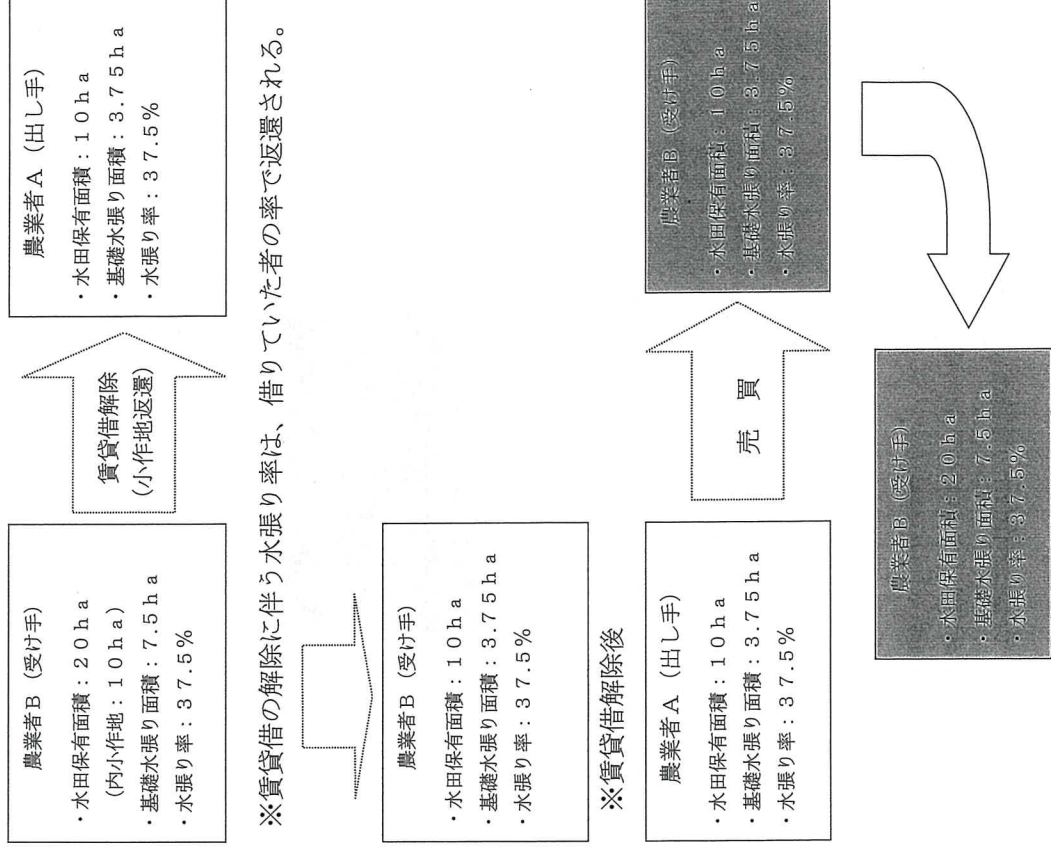 農業者B (受け手)
・水田保有面積：20ha
(内小作地：10ha)
・基礎水張り面積：7.5ha
・水張り率：37.5%
賃貸借解除
(小作地返還)
農業者A (出し手)
・水田保有面積：10ha
・基礎水張り面積：3.75ha
・水張り率：37.5%
※賃貸借の解除に伴う水張り率は、借りていた者の率で返還される。
農業者B (受け手)
・水田保有面積：10ha
・基礎水張り面積：3.75ha
・水張り率：37.5%
※賃貸借解除後
農業者A (出し手)
・水田保有面積：10ha
・基礎水張り面積：3.75ha
・水張り率：37.5%
売 買
農業者B (受け手)
・水田保有面積：10ha
・基礎水張り面積：3.75ha
・水張り率：37.5%
農業者B (受け手)
・水田保有面積：20ha
・基礎水張り面積：7.5ha
・水張り率：37.5%